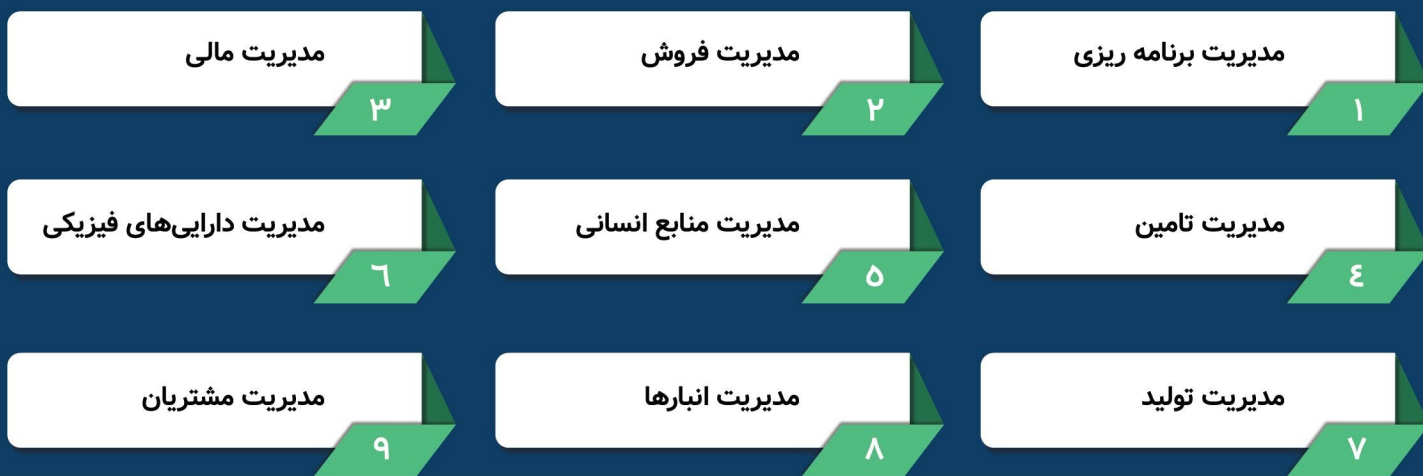 مدیریت برنامه ریزی
۱
مدیریت فروش
۲
مدیریت مالی
۳
مدیریت تامین
٤
مدیریت منابع انسانی
۵
مدیریت دارایی‌های فیزیکی
٦
مدیریت تولید
۷
مدیریت انبارها
۸
مدیریت مشتریان
۹